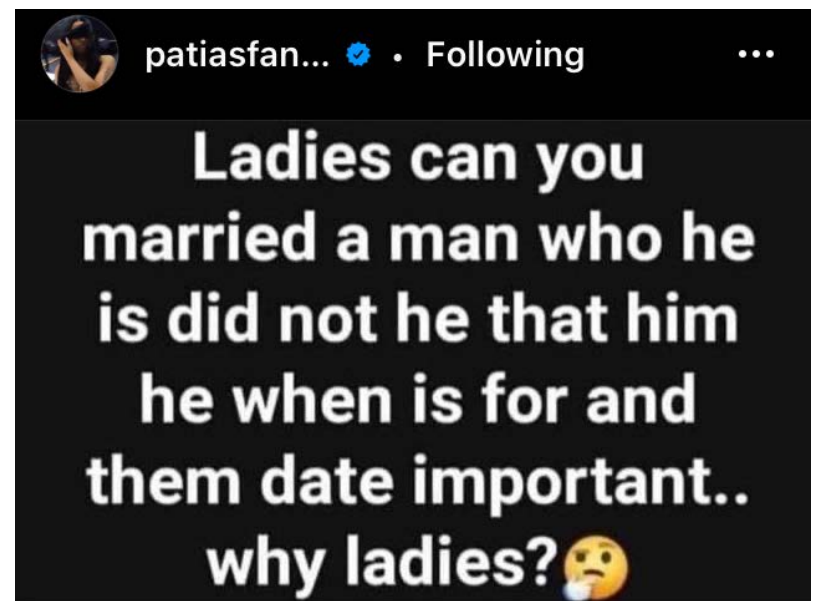 patiasfan... • Following
Ladies can you
married a man who he
is did not he that him
he when is for and
them date important..
why ladies?🤔